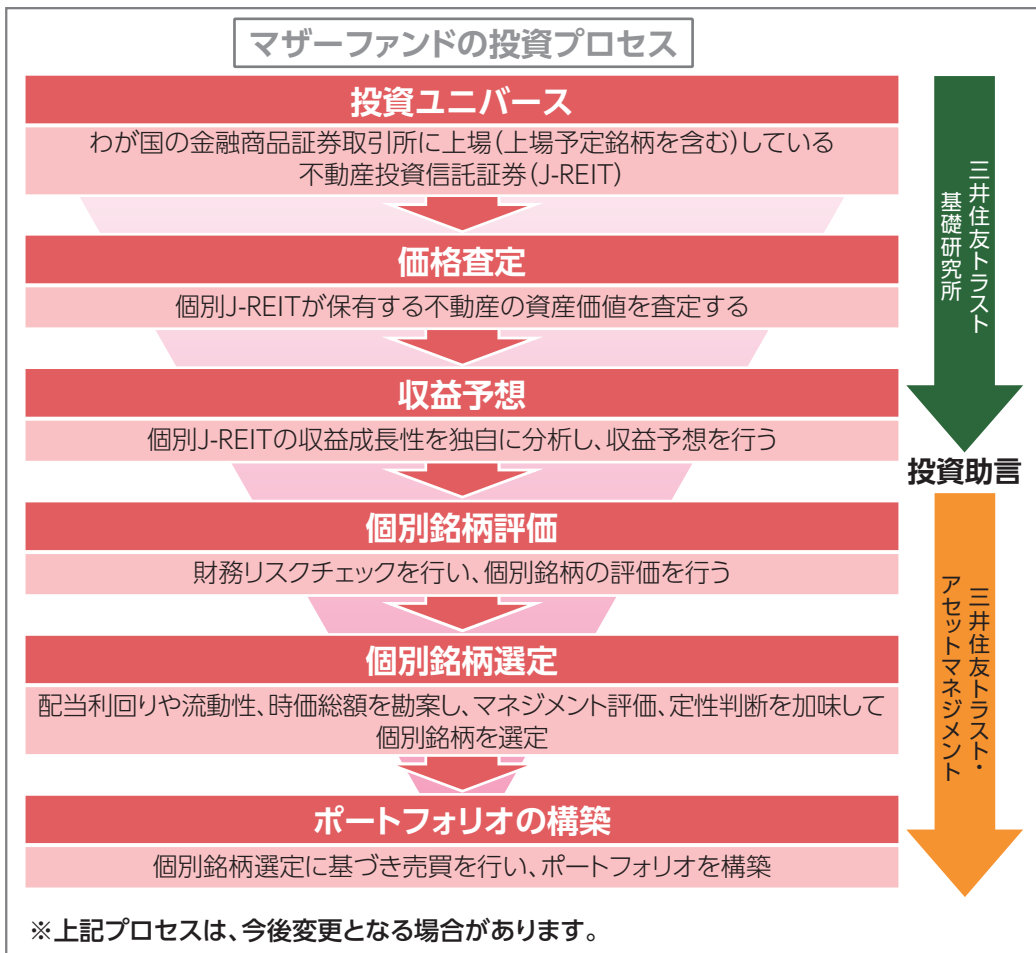 マザーファンドの投資プロセス
投資ユニバース
わが国の金融商品証券取引所に上場(上場予定銘柄を含む)している
不動産投資信託証券(J-REIT)
価格査定
個別J-REITが保有する不動産の資産価値を査定する
収益予想
個別J-REITの収益成長性を独自に分析し、収益予想を行う
個別銘柄評価
財務リスクチェックを行い、個別銘柄の評価を行う
個別銘柄選定
配当利回りや流動性、時価総額を勘案し、マネジメント評価、定性判断を加味して
個別銘柄を選定
ポートフォリオの構築
個別銘柄選定に基づき売買を行い、ポートフォリオを構築
三井住友トラスト
基礎研究所
投資助言
三井住友トラスト・
アセットマネジメント
※上記プロセスは、今後変更となる場合があります。